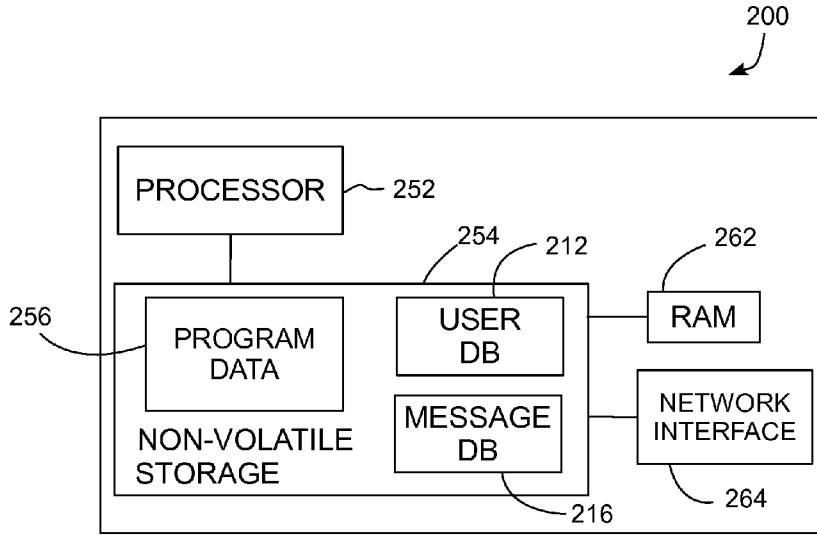 200
PROCESSOR
252
254
212
262
256
PROGRAM
DATA
USER
DB
RAM
MESSAGE
DB
NETWORK
INTERFACE
NON-VOLATILE
STORAGE
216
264